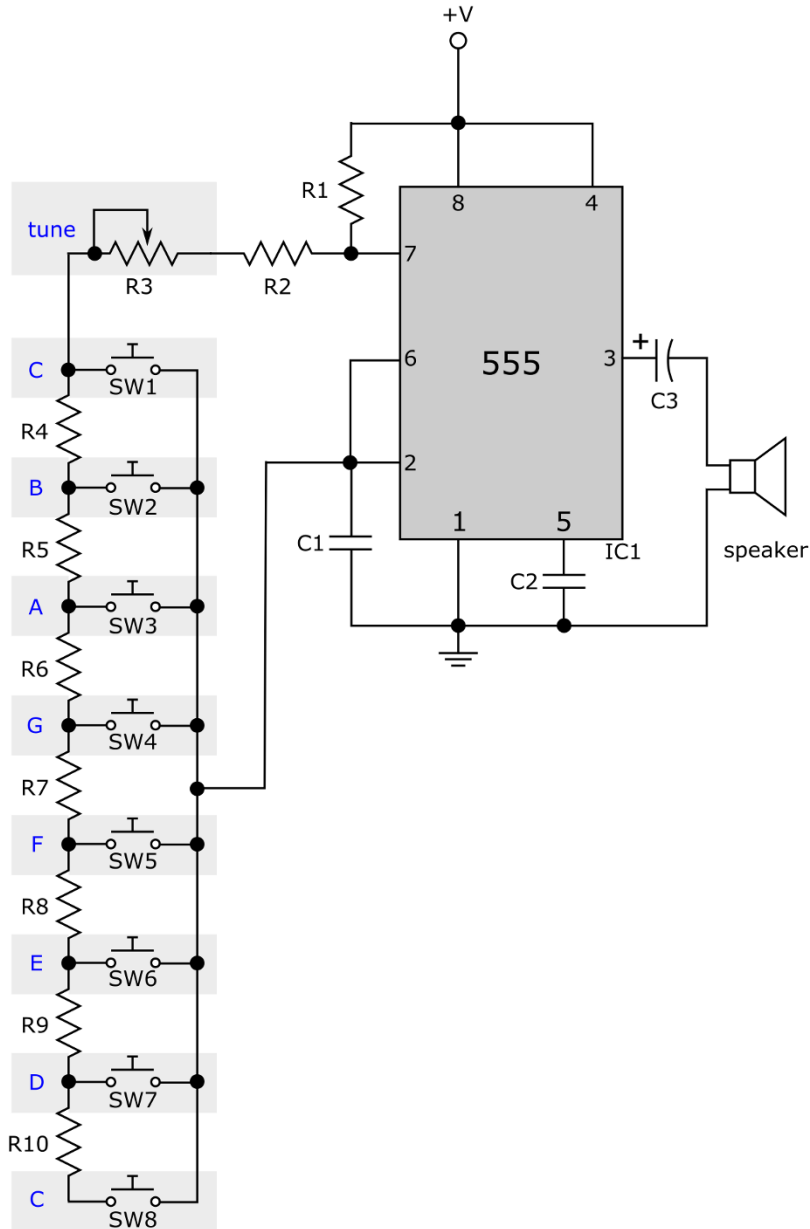 +V
R1
8
4
tune
7
R3
R2
C
SW1
6
555
3
+
C3
R4
B
SW2
2
1
5
IC1
speaker
C1
C2
R5
A
SW3
R6
G
SW4
R7
F
SW5
R8
E
SW6
R9
D
SW7
R10
C
SW8